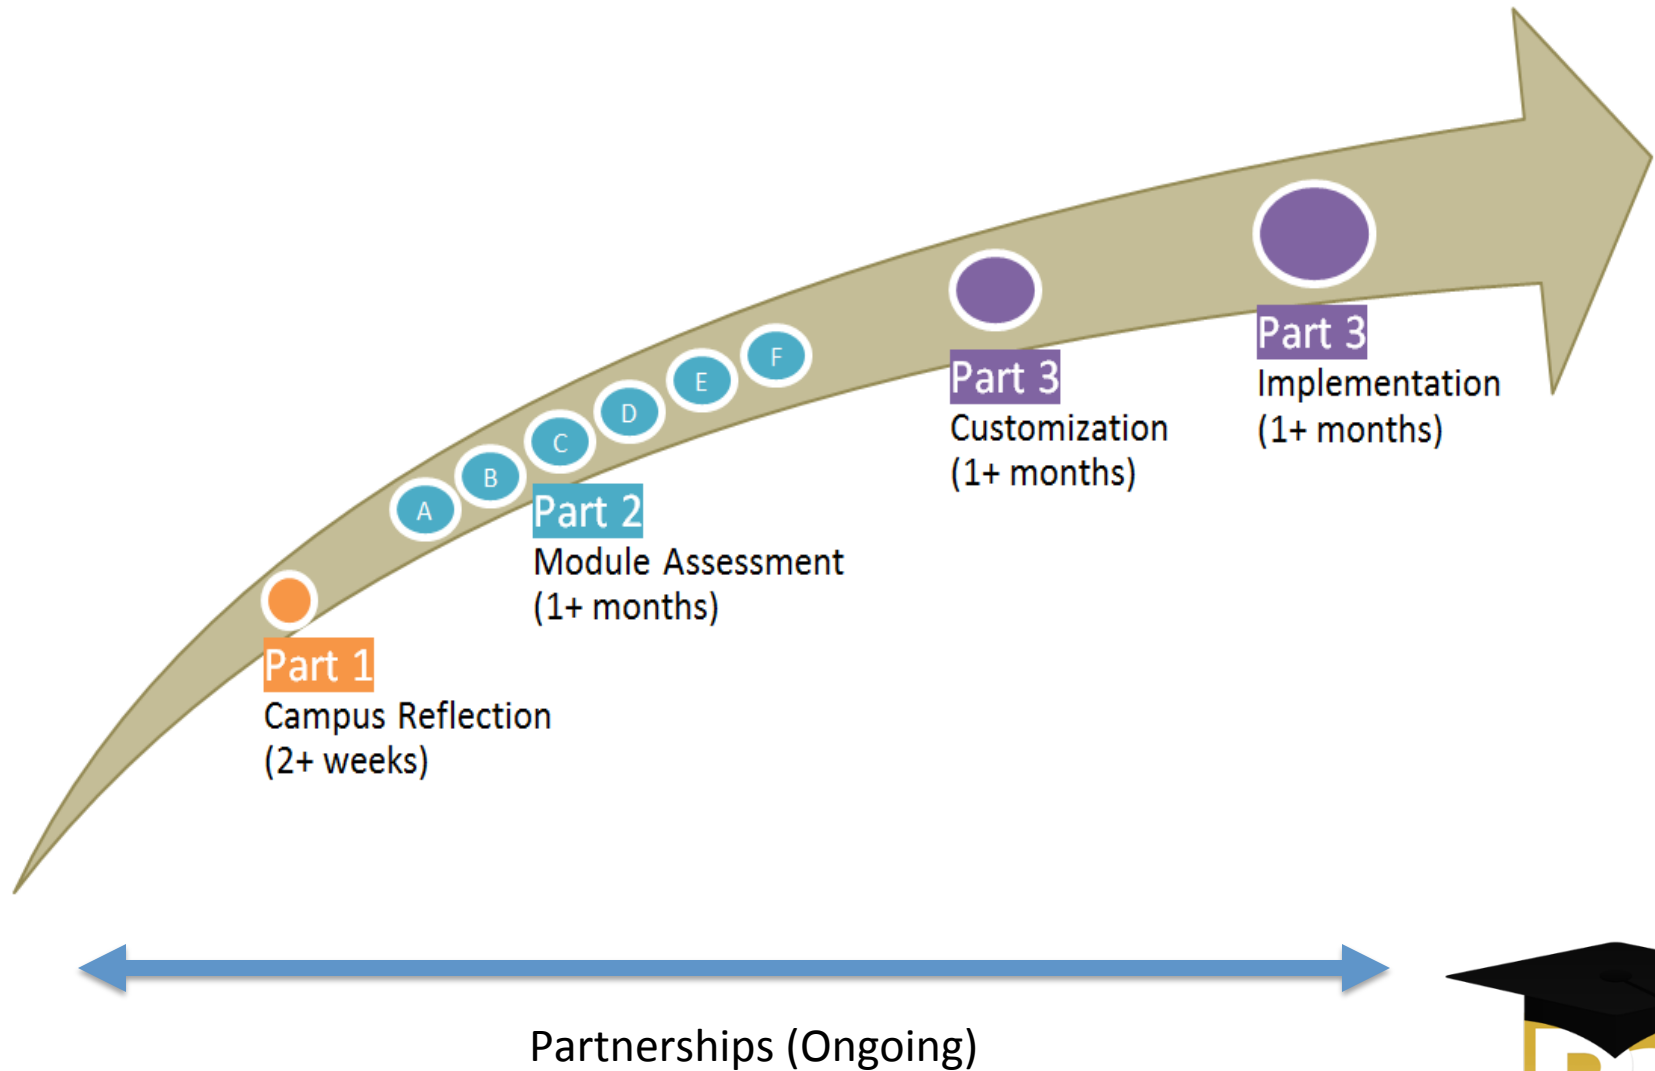 Part 1
Campus Reflection
(2+ weeks)
A
B
C
D
E
F
Part 2
Module Assessment
(1+ months)
Part 3
Customization
(1+ months)
Part 3
Implementation
(1+ months)
Partnerships (Ongoing)